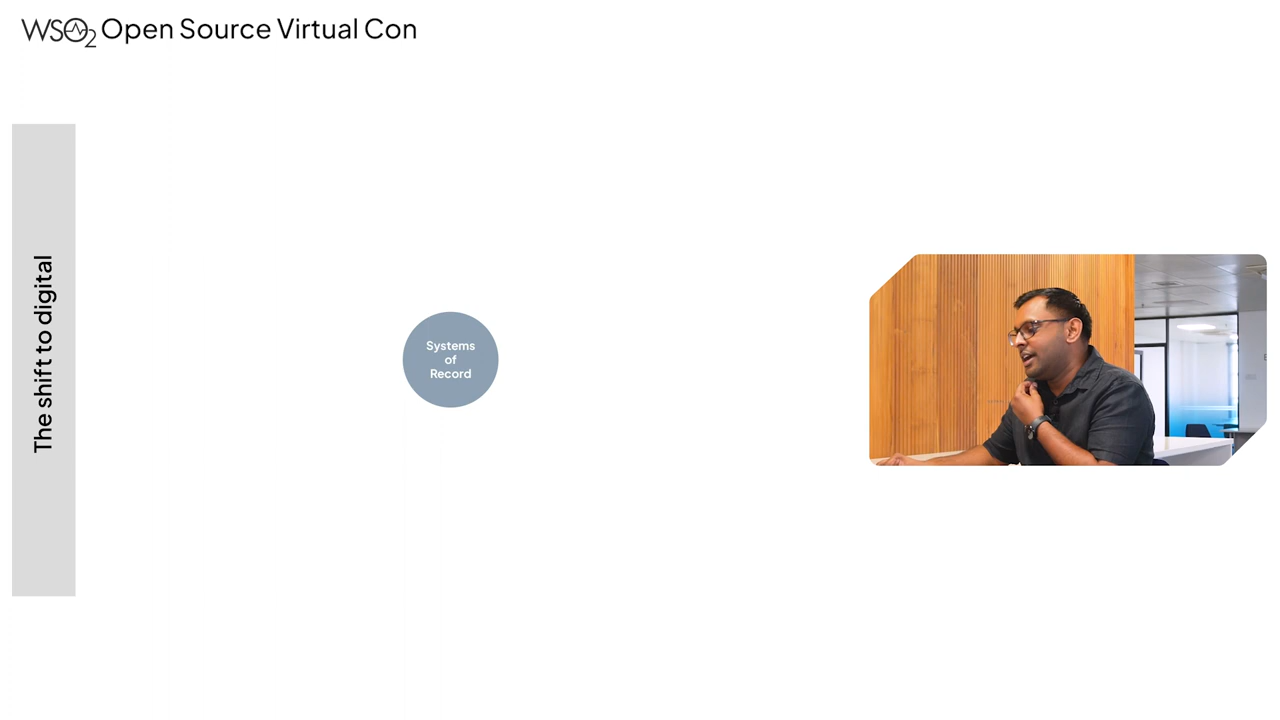 WSO2 Open Source Virtual Con
The shift to digital
Systems
of
Record